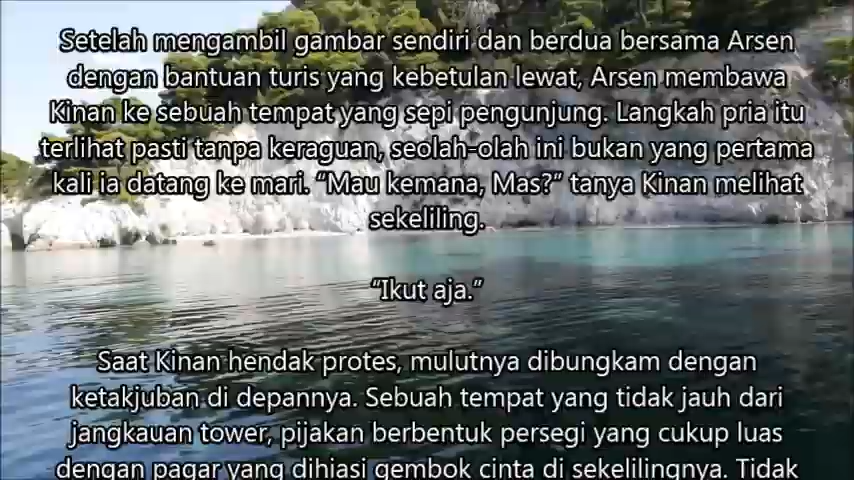 Setelah mengambil gambar sendiri dan berdua bersama Arsen
dengan bantuan turis yang kebetulan lewat, Arsen membawa
Kinan ke sebuah tempat yang sepi pengunjung. Langkah pria itu
terlihat pasti tanpa keraguan, seolah-olah ini bukan yang pertama
kali ia datang ke mari. “Mau kemana, Mas?” tanya Kinan melihat
sekeliling.
“Ikut aja.”
Saat Kinan hendak protes, mulutnya dibungkam dengan
ketakjuban di depannya. Sebuah tempat yang tidak jauh dari
jangkauan tower, pijakan berbentuk persegi yang cukup luas
dengan pagar yang dihiasi gembok cinta di sekelilingnya. Tidak